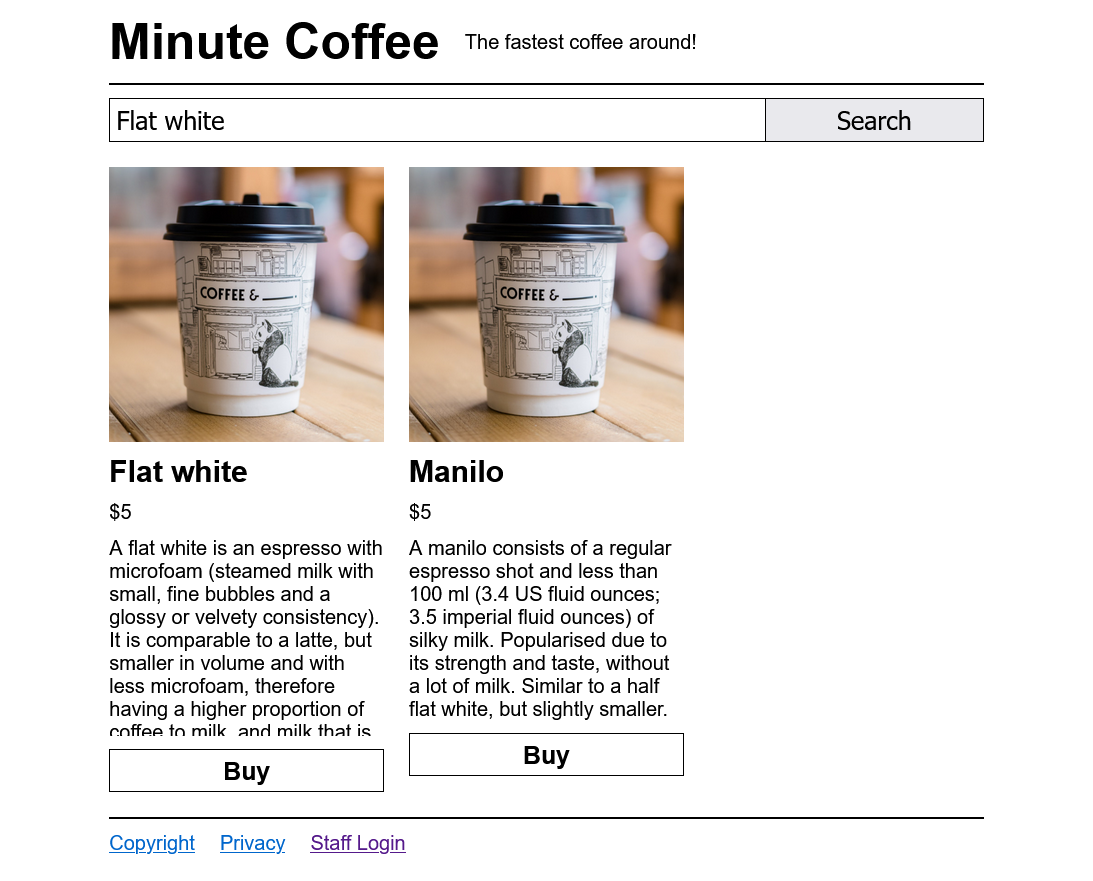 Minute Coffee
The fastest coffee around!
Flat white
Search
COFFEE & ____.
COFFEE & ____.
Flat white
$5
A flat white is an espresso with
microfoam (steamed milk with
small, fine bubbles and a
glossy or velvety consistency).
It is comparable to a latte, but
smaller in volume and with
less microfoam, therefore
having a higher proportion of
coffee to milk, and milk that is
Buy
Manilo
$5
A manilo consists of a regular
espresso shot and less than
100 ml (3.4 US fluid ounces;
3.5 imperial fluid ounces) of
silky milk. Popularised due to
its strength and taste, without
a lot of milk. Similar to a half
flat white, but slightly smaller.
Buy
Copyright
Privacy
Staff Login